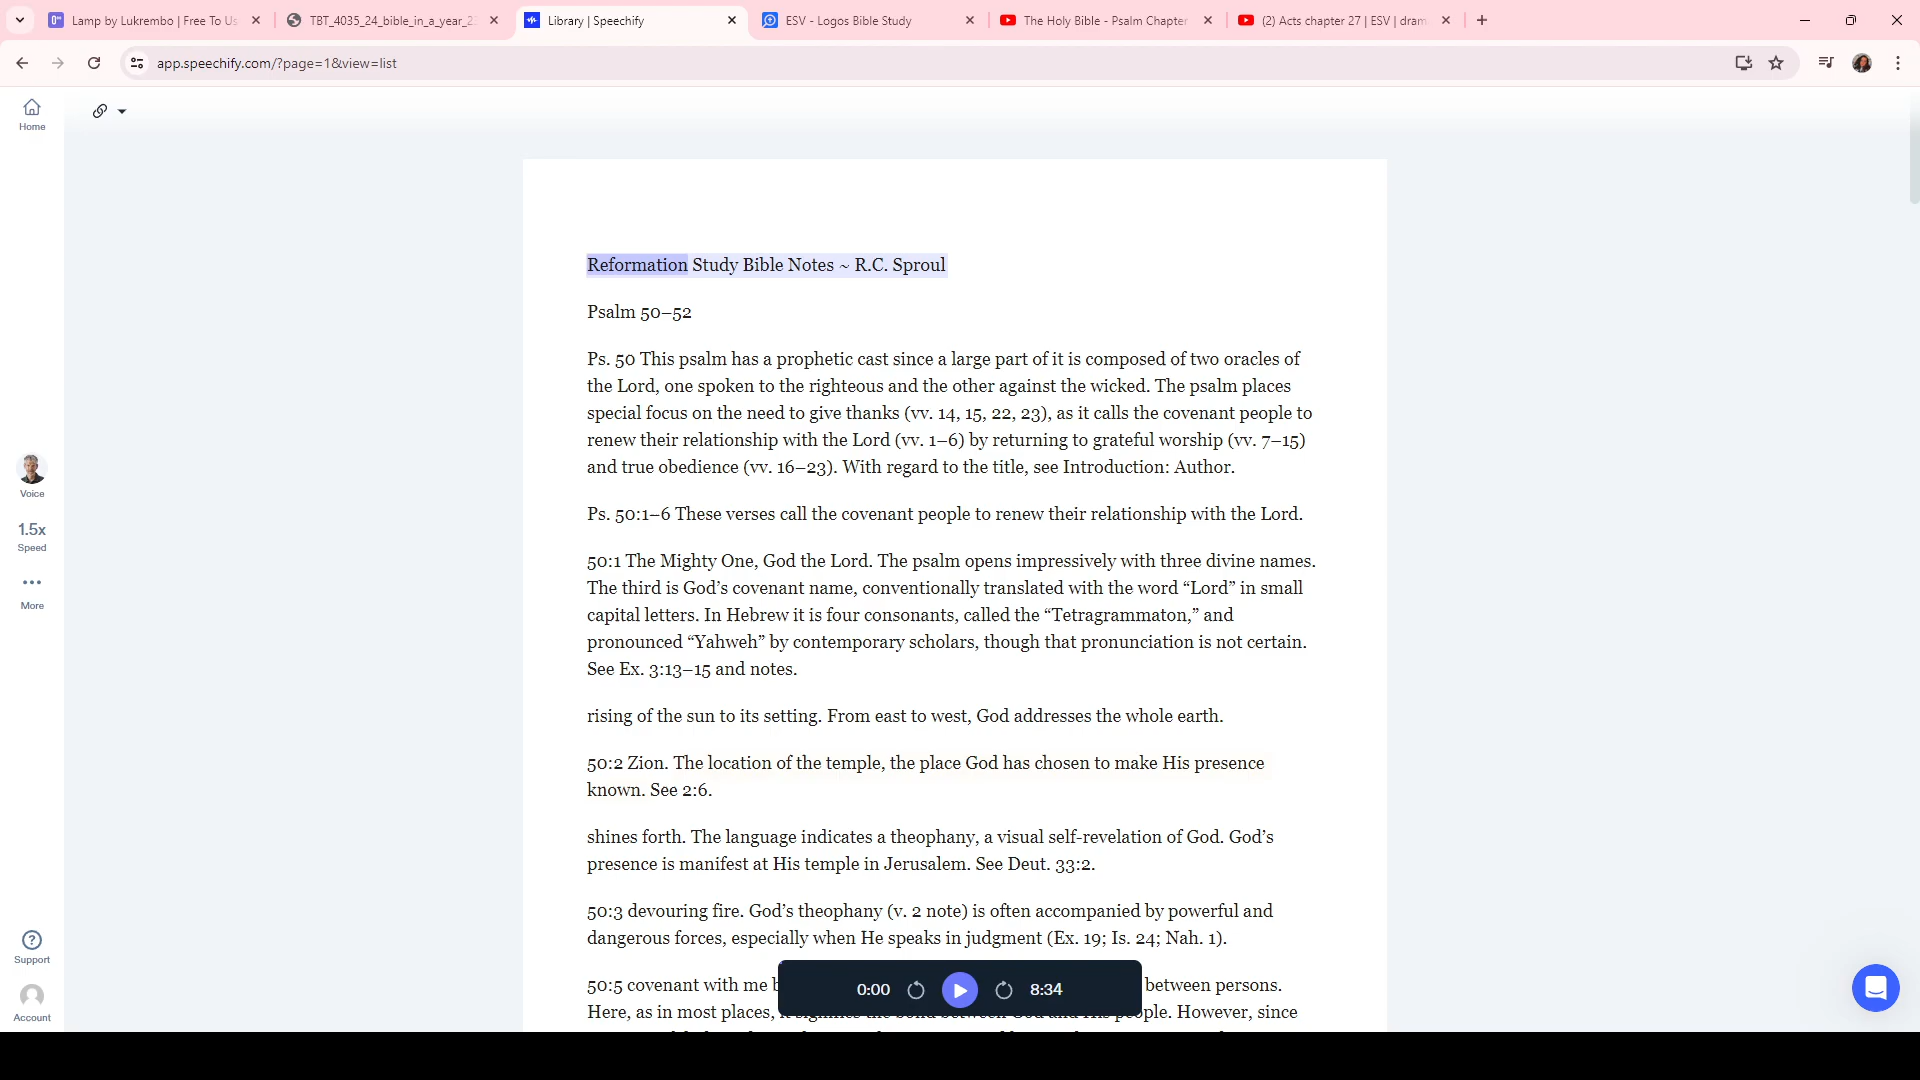 Lamp by Lukrembo | Free To Us
TBT_4035_24_bible_in_a_year_2
Library | Speechify
ESV - Logos Bible Study
The Holy Bible - Psalm Chapter
(2) Acts chapter 27 | ESV | dram
app.speechify.com/?page=1&view=list
Home
Voice
1.5x
Speed
More
Support
Account
Reformation Study Bible Notes ~ R.C. Sproul
Psalm 50–52
Ps. 50 This psalm has a prophetic cast since a large part of it is composed of two oracles of
the Lord, one spoken to the righteous and the other against the wicked. The psalm places
special focus on the need to give thanks (vv. 14, 15, 22, 23), as it calls the covenant people to
renew their relationship with the Lord (vv. 1–6) by returning to grateful worship (vv. 7–15)
and true obedience (vv. 16–23). With regard to the title, see Introduction: Author.
Ps. 50:1–6 These verses call the covenant people to renew their relationship with the Lord.
50:1 The Mighty One, God the Lord. The psalm opens impressively with three divine names.
The third is God’s covenant name, conventionally translated with the word “Lord” in small
capital letters. In Hebrew it is four consonants, called the “Tetragrammaton,” and
pronounced “Yahweh” by contemporary scholars, though that pronunciation is not certain.
See Ex. 3:13–15 and notes.
rising of the sun to its setting. From east to west, God addresses the whole earth.
50:2 Zion. The location of the temple, the place God has chosen to make His presence
known. See 2:6.
shines forth. The language indicates a theophany, a visual self-revelation of God. God’s
presence is manifest at His temple in Jerusalem. See Deut. 33:2.
50:3 devouring fire. God’s theophany (v. 2 note) is often accompanied by powerful and
dangerous forces, especially when He speaks in judgment (Ex. 19; Is. 24; Nah. 1).
50:5 covenant with me between persons.
0:00 8:34
Here, as in most places, people. However, since